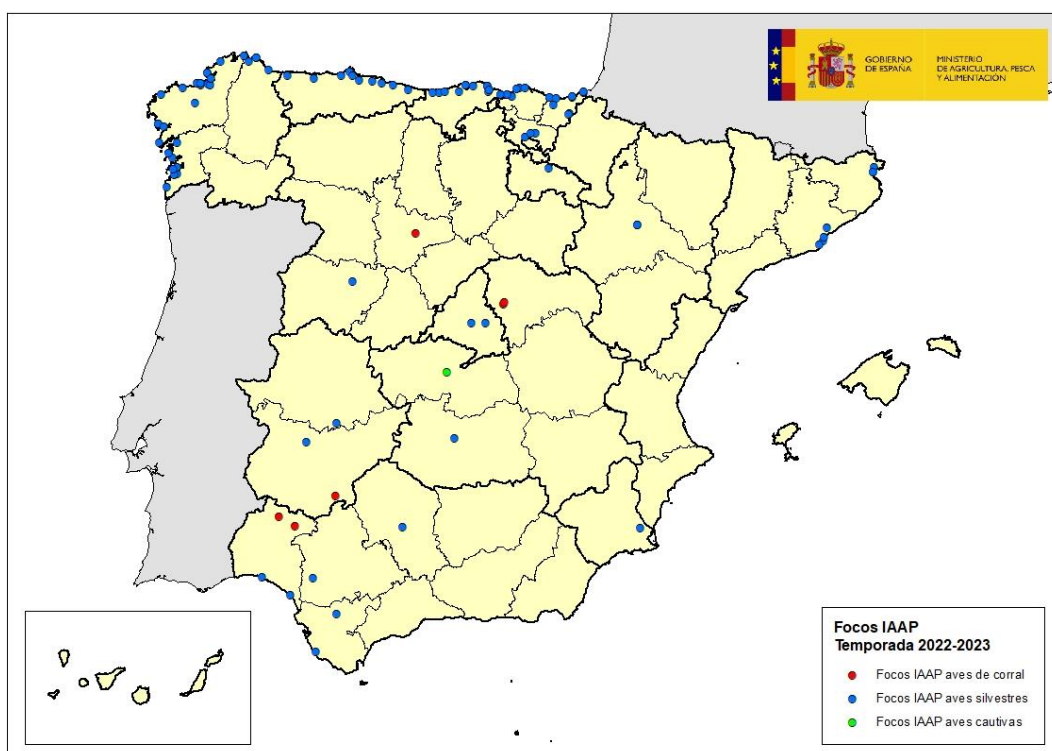 GOBIERNO
DE ESPAÑA
MINISTERIO
DE AGRICULTURA, PESCA
Y ALIMENTACIÓN
Focos IAAP
Temporada 2022-2023
Focos IAAP aves de corral
Focos IAAP aves silvestres
Focos IAAP aves cautivas